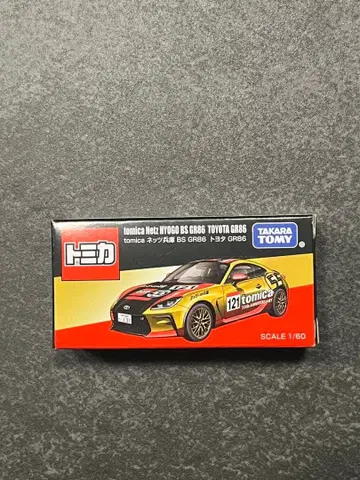 tomica Netz HYOGO BS GR86 TOYOTA GR86
tomica ネッツ兵庫 BS GR86 トヨタ GR86
トミカ
TAKARA
TOMY
121
tomica
SCALE 1/60